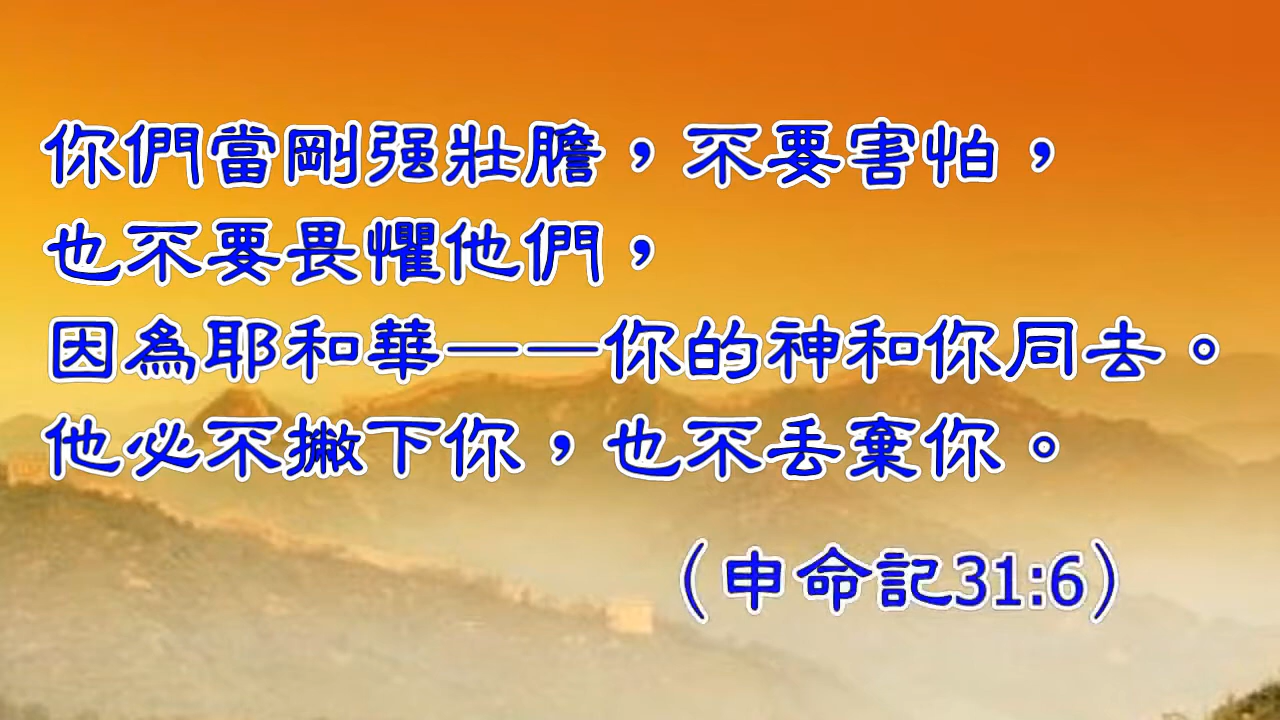 你們當剛强壯膽，不要害怕，
也不要畏懼他們，
因為耶和華——你的神和你同去。
他必不撇下你，也不丟棄你。
（申命記31:6）